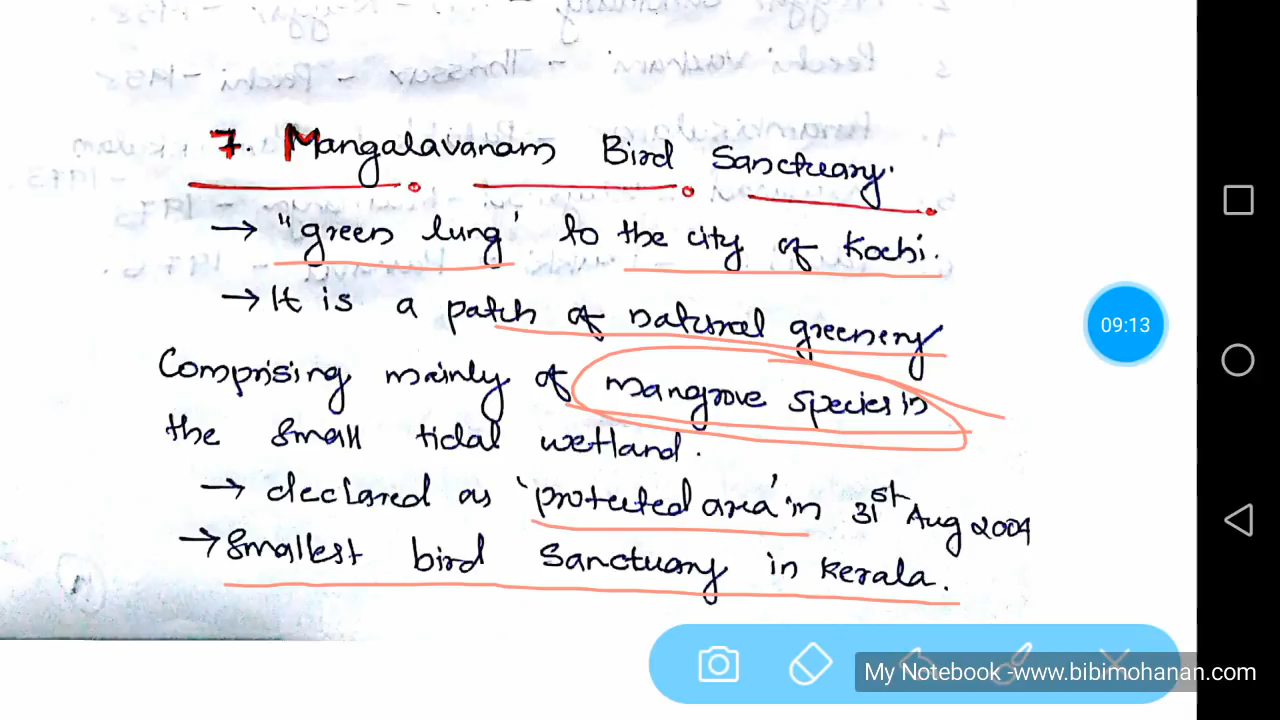 7. Mangalavanam Bird Sanctuary.
→ "green lung' to the city of Kochi.
→ It is a patch of natural greenery
Comprising mainly of mangrove species in
the small tidal wetland.
→ declared as 'protected area' in 31st Aug 2004
→ Smallest bird Sanctuary in Kerala.
09:13
My Notebook -www.bibimohanan.com